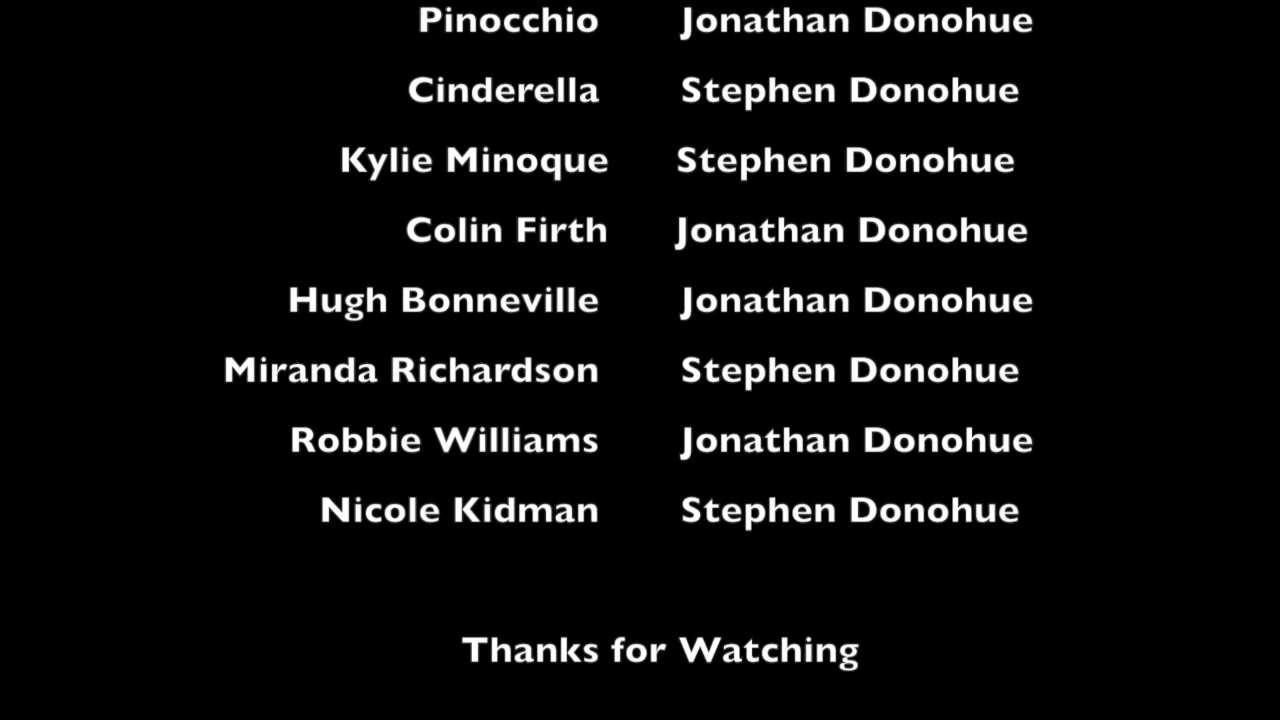 Pinocchio Jonathan Donohue
Cinderella Stephen Donohue
Kylie Minoque Stephen Donohue
Colin Firth Jonathan Donohue
Hugh Bonneville Jonathan Donohue
Miranda Richardson Stephen Donohue
Robbie Williams Jonathan Donohue
Nicole Kidman Stephen Donohue
Thanks for Watching